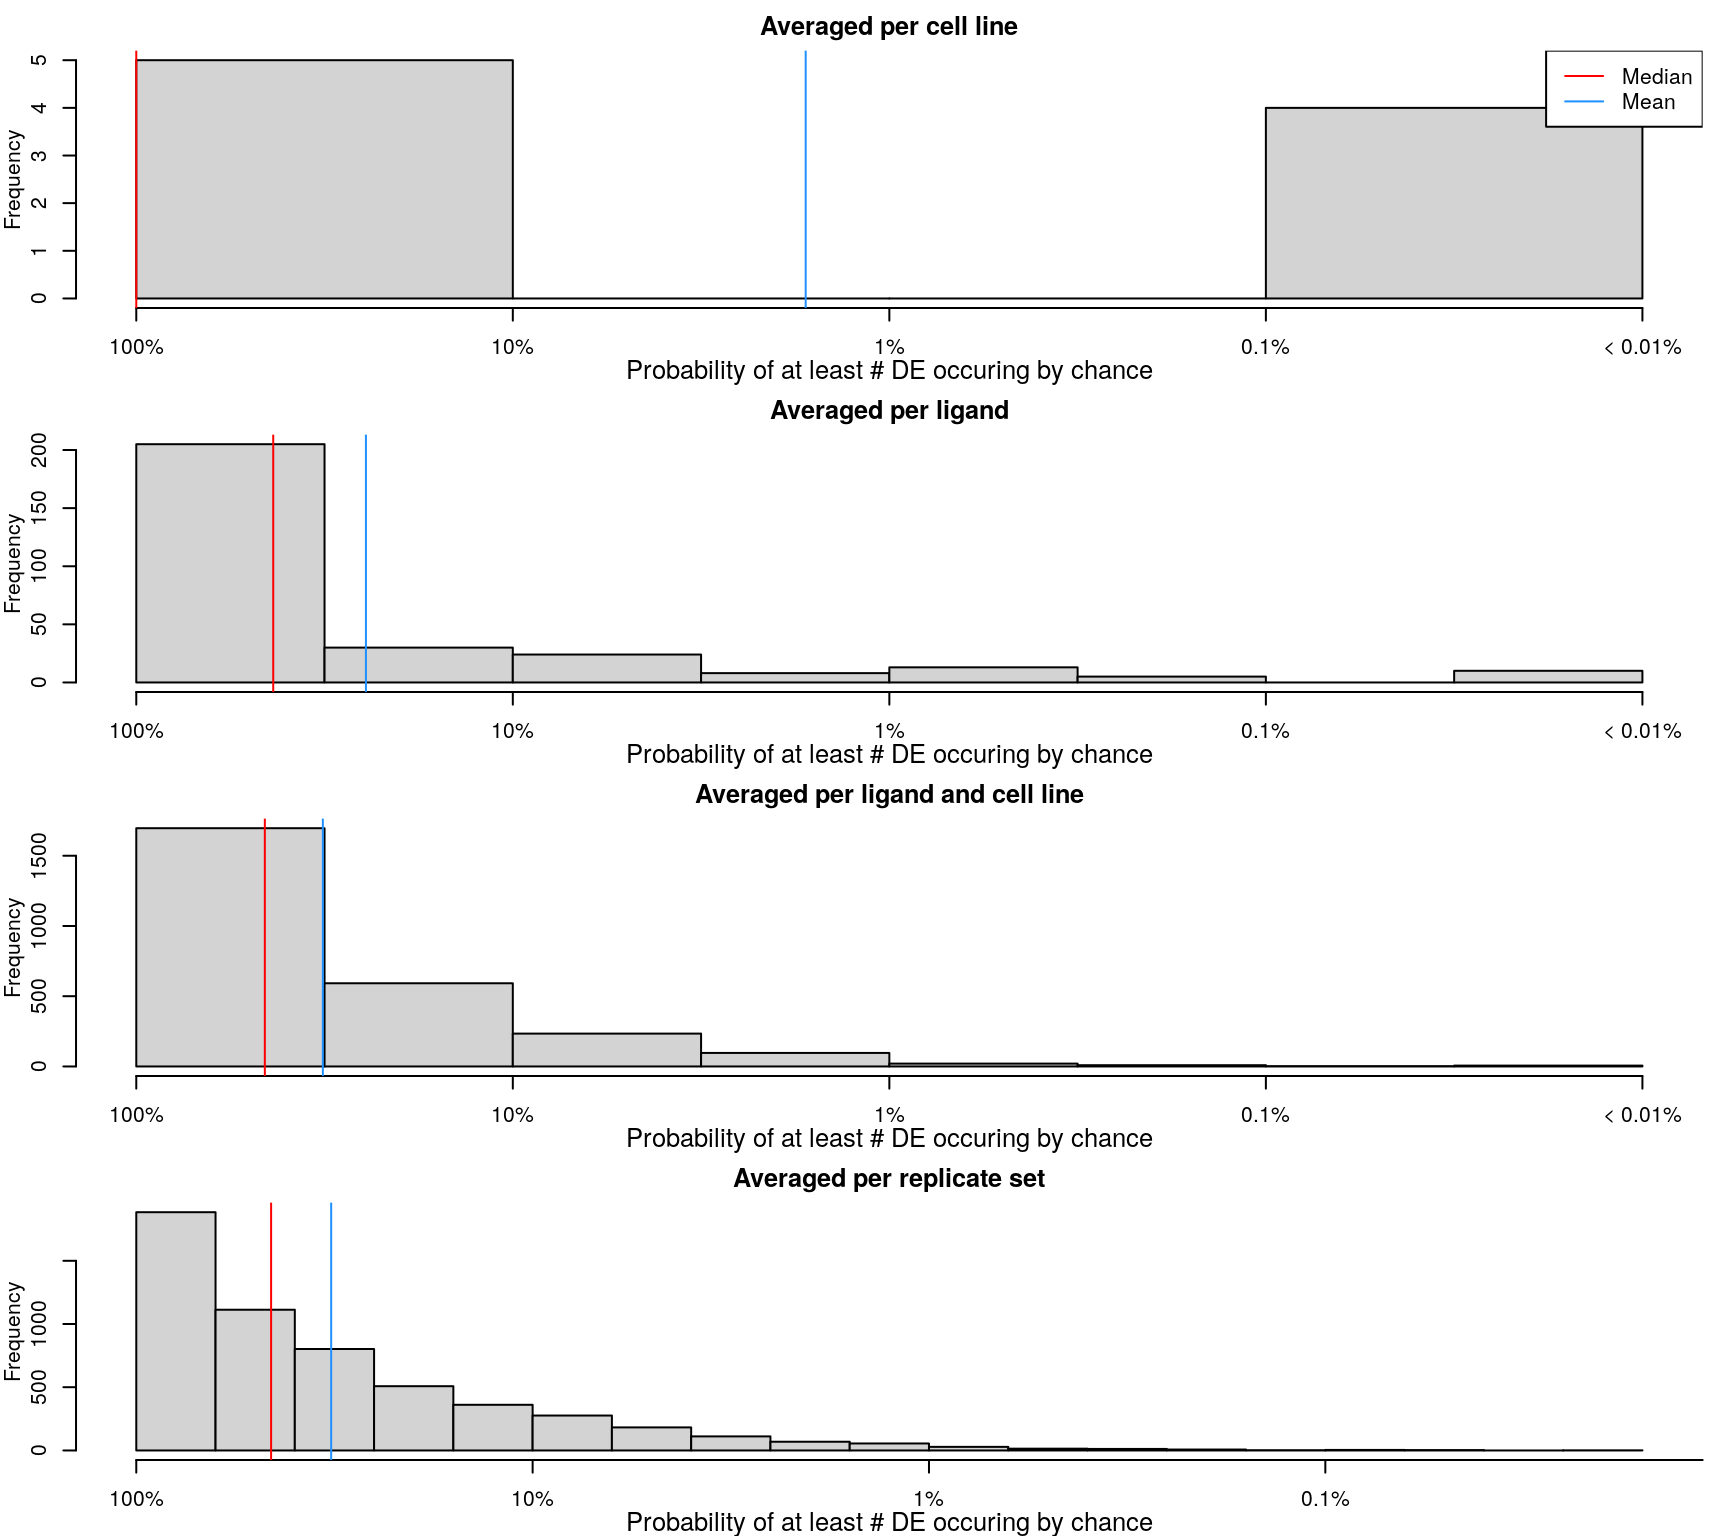 Averaged per cell line
Median
Mean
Frequency
5
4
3
2
1
0
100% 10% 1% 0.1% < 0.01%
Probability of at least # DE occuring by chance
Averaged per ligand
Frequency
200
150
100
50
0
100% 10% 1% 0.1% < 0.01%
Probability of at least # DE occuring by chance
Averaged per ligand and cell line
Frequency
1500
1000
500
0
100% 10% 1% 0.1% < 0.01%
Probability of at least # DE occuring by chance
Averaged per replicate set
Frequency
1000
500
0
100% 10% 1% 0.1%
Probability of at least # DE occuring by chance